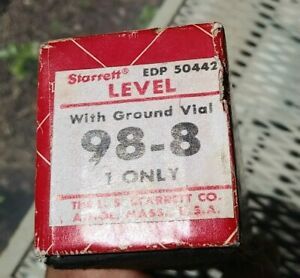 Starrett® EDP 50442
LEVEL
With Ground Vial
98-8
1 ONLY
THE L.S. STARRETT CO.
ATHOL, MASS., U.S.A.